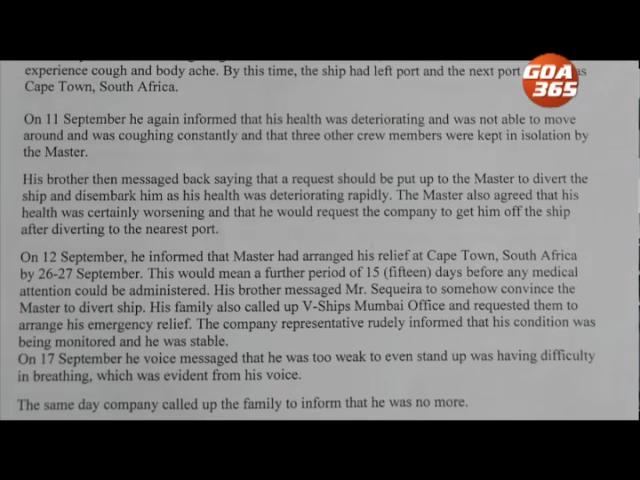 experience cough and body ache. By this time, the ship had left port and the next port as
Cape Town, South Africa.
On 11 September he again informed that his health was deteriorating and was not able to move
around and was coughing constantly and that three other crew members were kept in isolation by
the Master.
His brother then messaged back saying that a request should be put up to the Master to divert the
ship and disembark him as his health was deteriorating rapidly. The Master also agreed that his
health was certainly worsening and that he would request the company to get him off the ship
after diverting to the nearest port.
On 12 September, he informed that Master had arranged his relief at Cape Town, South Africa
by 26-27 September. This would mean a further period of 15 (fifteen) days before any medical
attention could be administered. His brother messaged Mr. Sequeira to somehow convince the
Master to divert ship. His family also called up V-Ships Mumbai Office and requested them to
arrange his emergency relief. The company representative rudely informed that his condition was
being monitored and he was stable.
On 17 September he voice messaged that he was too weak to even stand up was having difficulty
in breathing, which was evident from his voice.
The same day company called up the family to inform that he was no more.
GOA
365